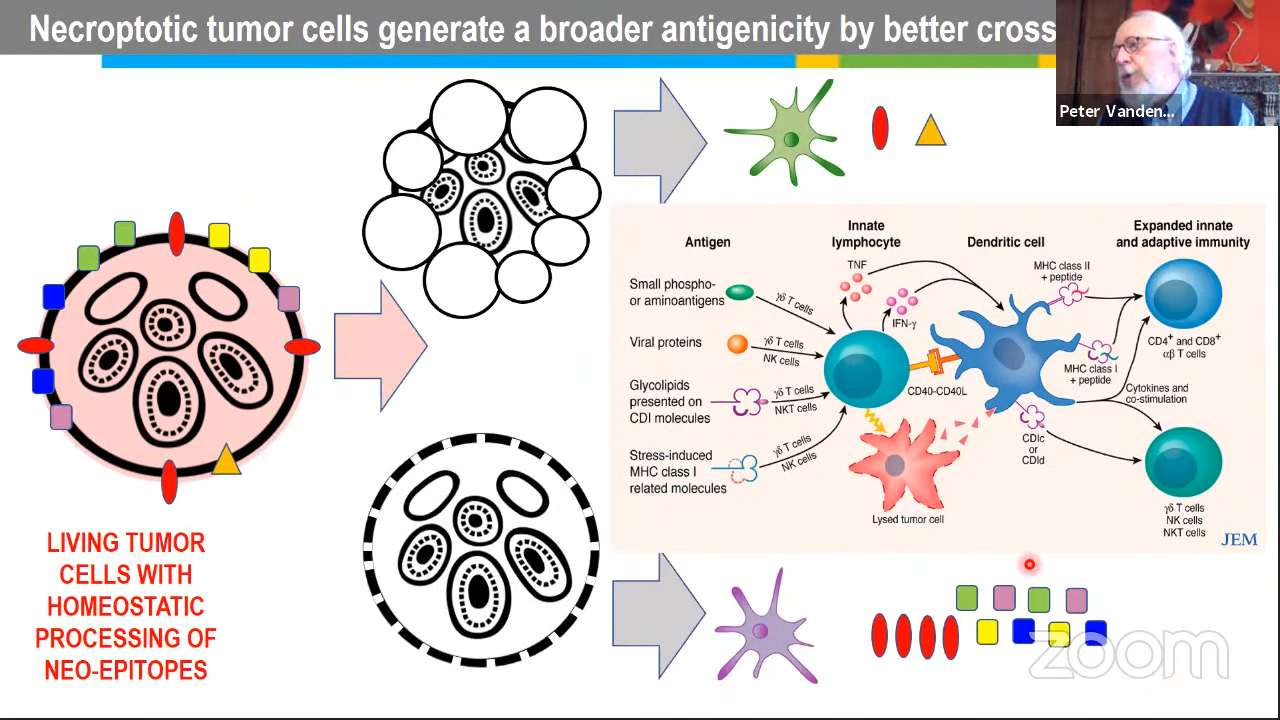 Necroptotic tumor cells generate a broader antigenicity by better cross
Peter Vanden...
LIVING TUMOR
CELLS WITH
HOMEOSTATIC
PROCESSING OF
NEO-EPITOPES
Antigen
Innate
lymphocyte
Dendritic cell
Expanded innate
and adaptive immunity
TNF
IFN-γ
MHC class II
+ peptide
Small phospho-
or aminoantigens
γδ T cells
Viral proteins
γδ T cells
NK cells
CD4+ and CD8+
αβ T cells
MHC class I
+ peptide
Glycolipids
presented on
CDI molecules
γδ T cells
NKT cells
CD40-CD40L
Cytokines and
co-stimulation
CDIc
or
CDId
Stress-induced
MHC class I
related molecules
γδ T cells
NK cells
Lysed tumor cell
γδ T cells
NK cells
NKT cells
JEM
zoom